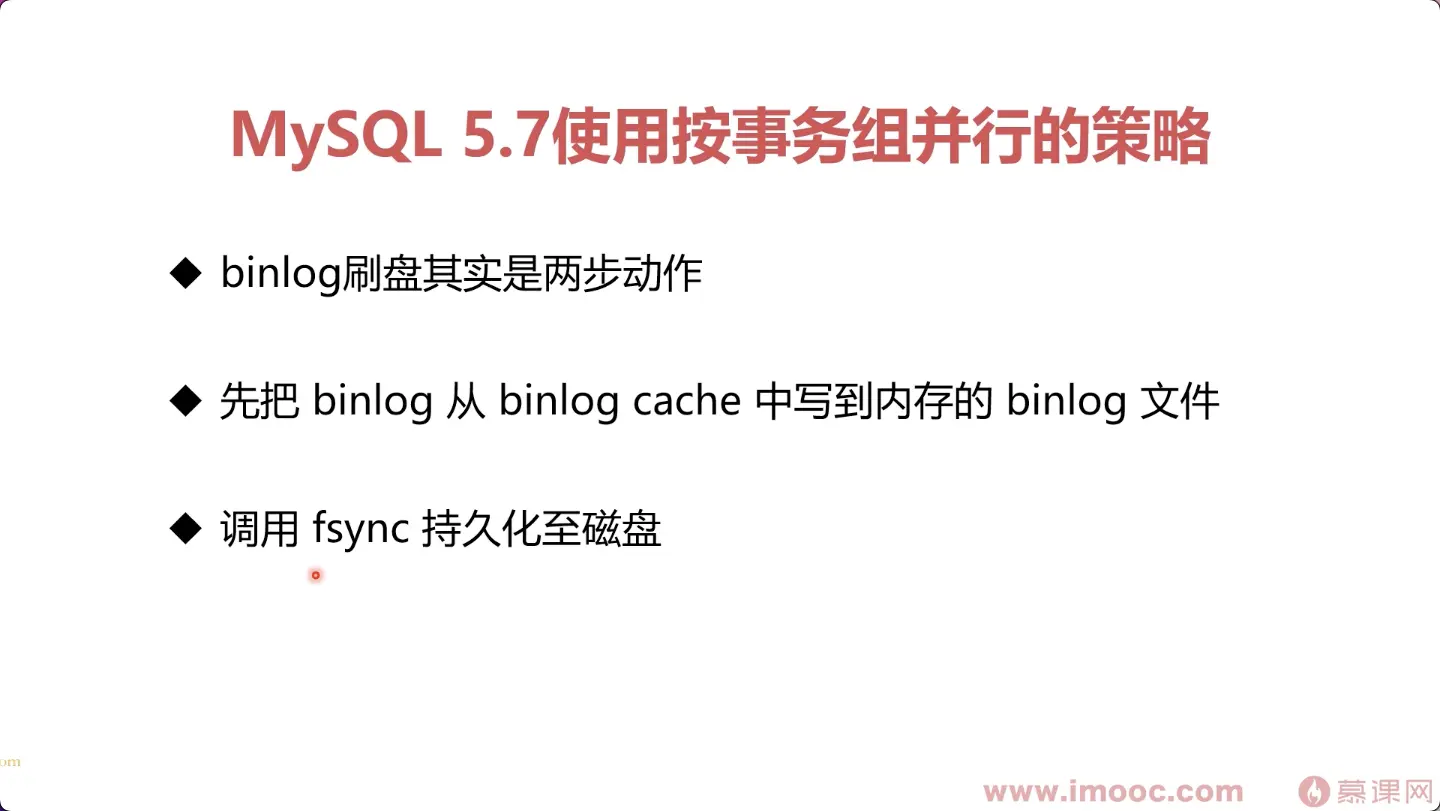 MySQL 5.7使用按事务组并行的策略
◆ binlog刷盘其实是两步动作
◆ 先把 binlog 从 binlog cache 中写到内存的 binlog 文件
◆ 调用 fsync 持久化至磁盘
om
www.imooc.com 慕课网